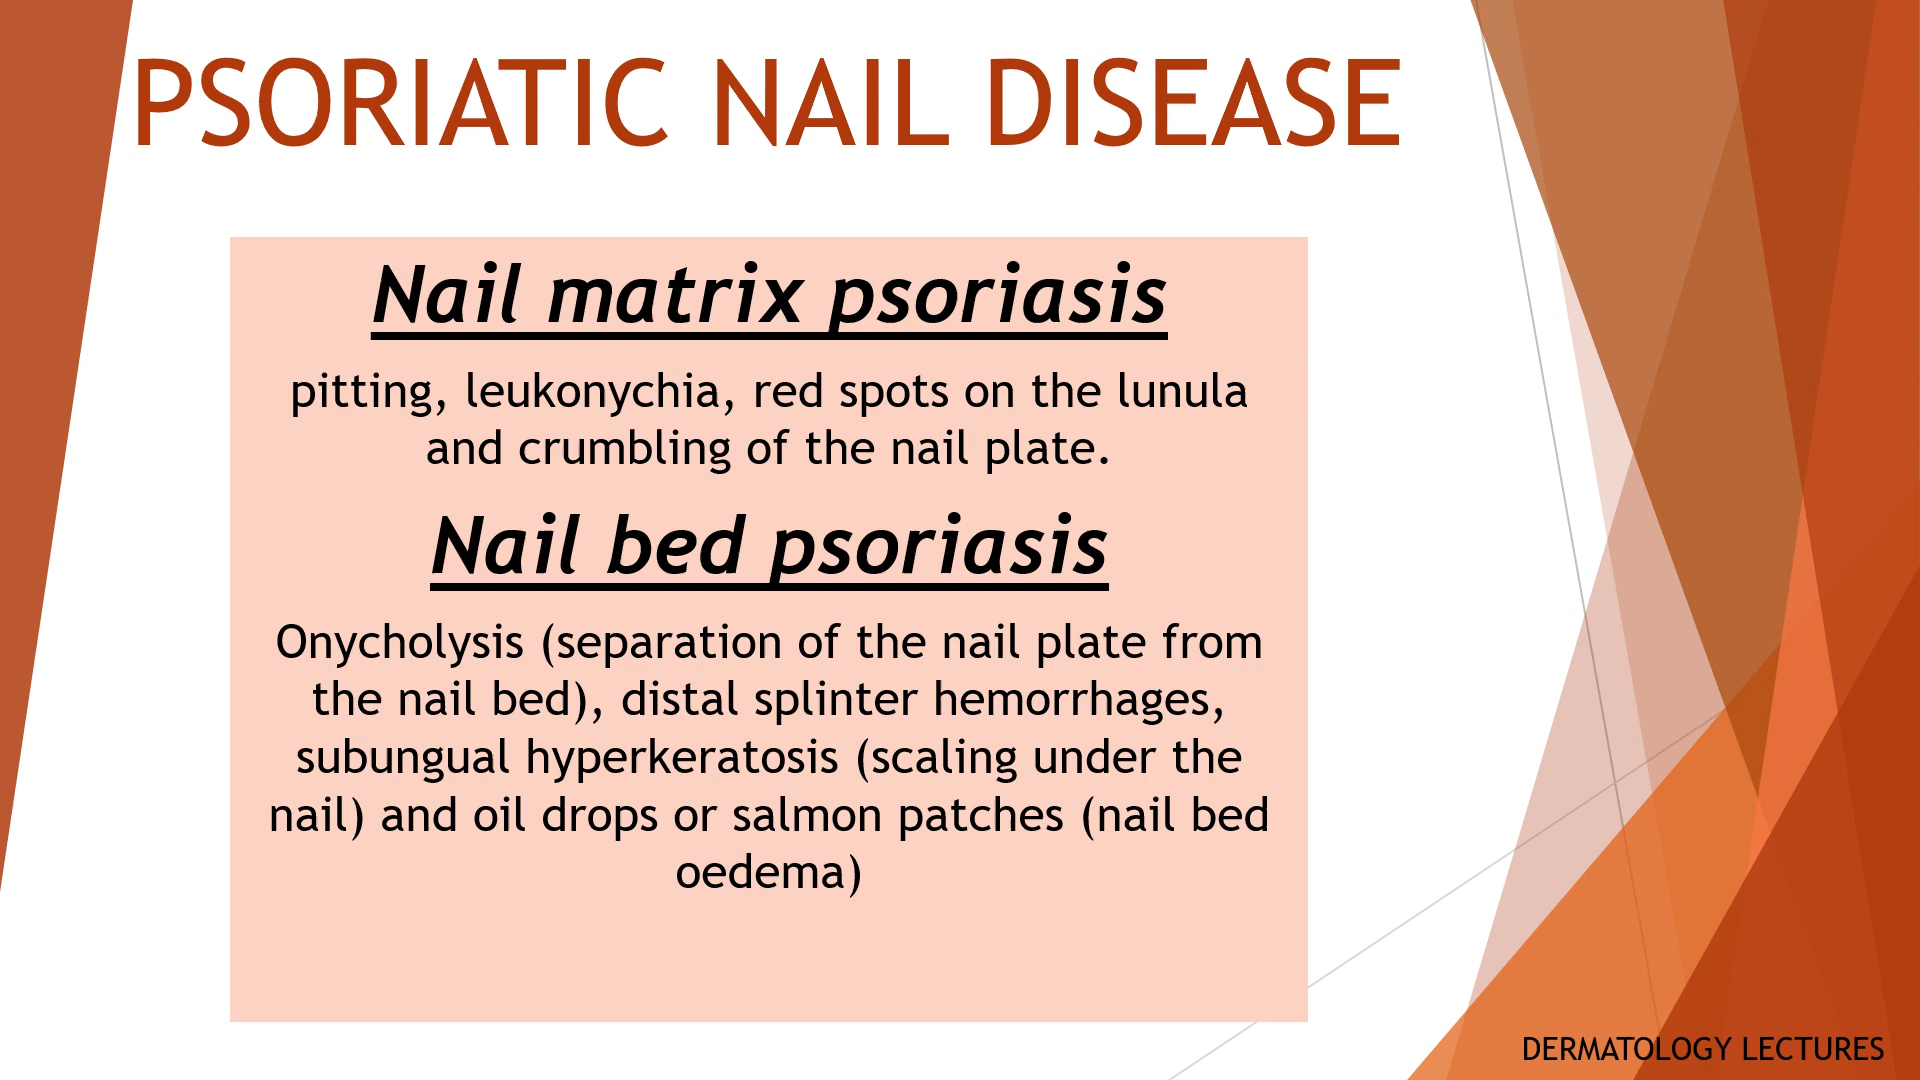 PSORIATIC NAIL DISEASE
Nail matrix psoriasis
pitting, leukonychia, red spots on the lunula
and crumbling of the nail plate.
Nail bed psoriasis
Onycholysis (separation of the nail plate from
the nail bed), distal splinter hemorrhages,
subungual hyperkeratosis (scaling under the
nail) and oil drops or salmon patches (nail bed
oedema)
DERMATOLOGY LECTURES